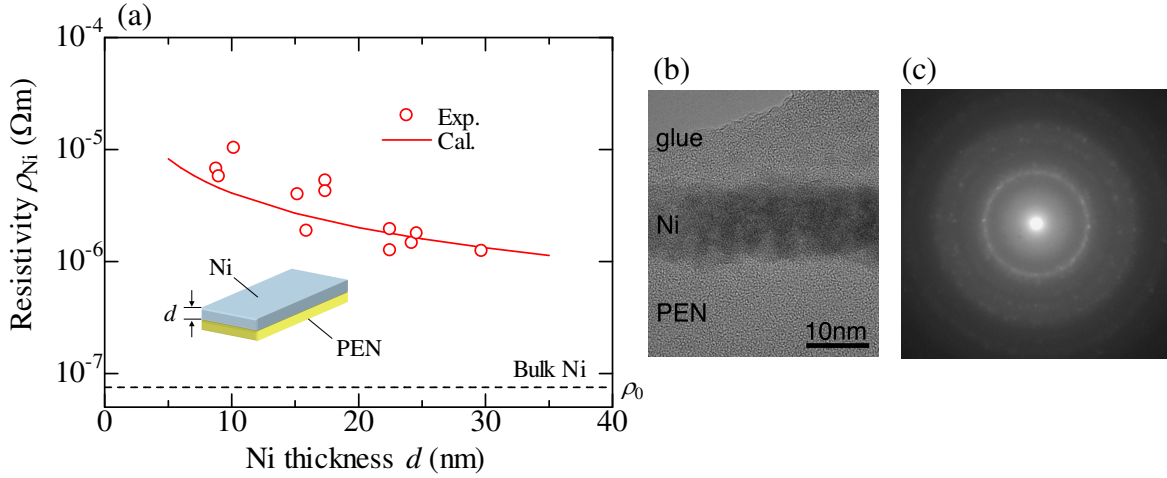 (a)
10⁻⁴
10⁻⁵
10⁻⁶
10⁻⁷
Resistivity ρNi (Ωm)
Exp.
Cal.
Ni
d
PEN
Bulk Ni
ρ0
0
10
20
30
40
Ni thickness d (nm)
(b)
glue
Ni
PEN
10nm
(c)